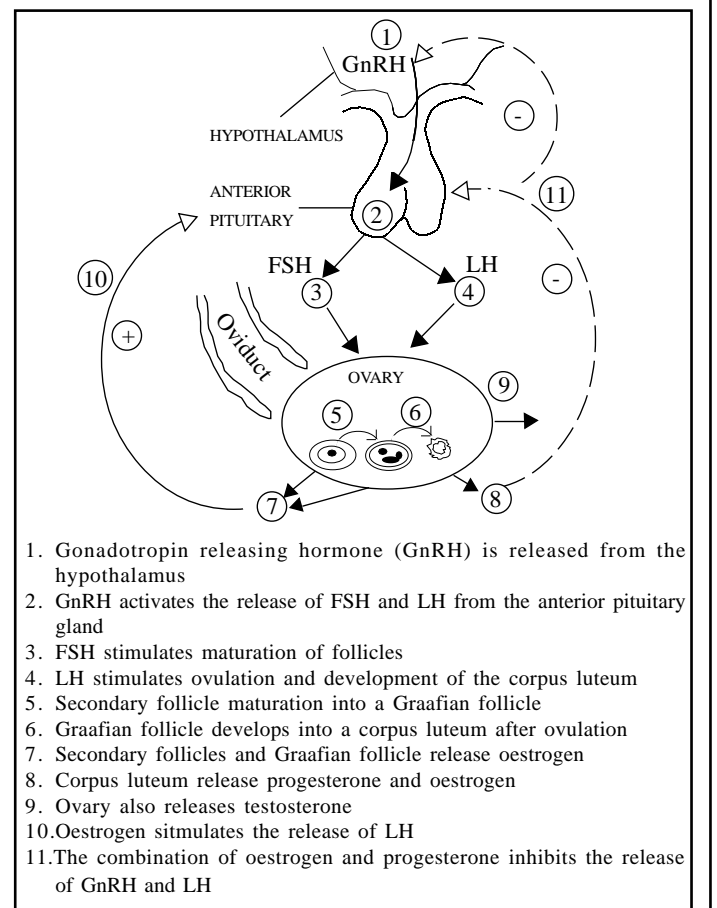 1
GnRH
-
HYPOTHALAMUS
ANTERIOR
PITUITARY
2
11
10
FSH
LH
3
4
-
+
Oviduct
OVARY
9
5
6
7
8
1. Gonadotropin releasing hormone (GnRH) is released from the
hypothalamus
2. GnRH activates the release of FSH and LH from the anterior pituitary
gland
3. FSH stimulates maturation of follicles
4. LH stimulates ovulation and development of the corpus luteum
5. Secondary follicle maturation into a Graafian follicle
6. Graafian follicle develops into a corpus luteum after ovulation
7. Secondary follicles and Graafian follicle release oestrogen
8. Corpus luteum release progesterone and oestrogen
9. Ovary also releases testosterone
10.Oestrogen sitmulates the release of LH
11.The combination of oestrogen and progesterone inhibits the release
of GnRH and LH